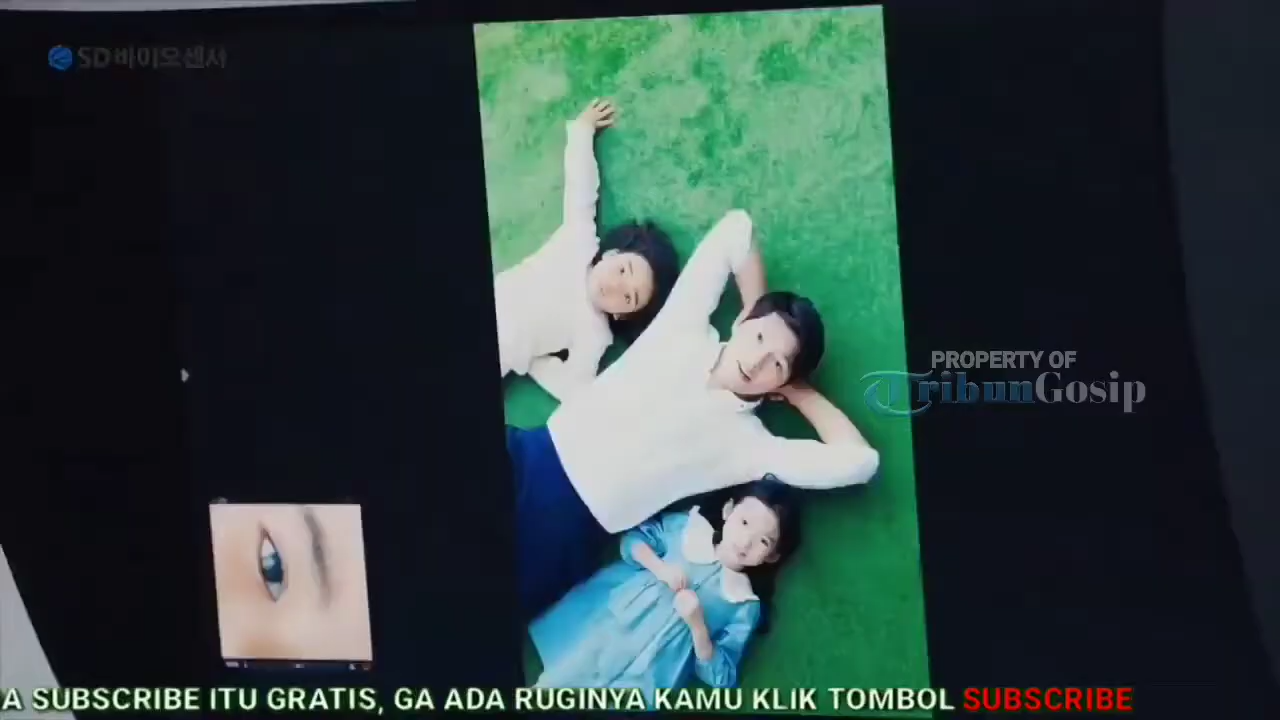 SD바이오센서
PROPERTY OF
TribunGosip
A SUBSCRIBE ITU GRATIS, GA ADA RUGINYA KAMU KLIK TOMBOL SUBSCRIBE